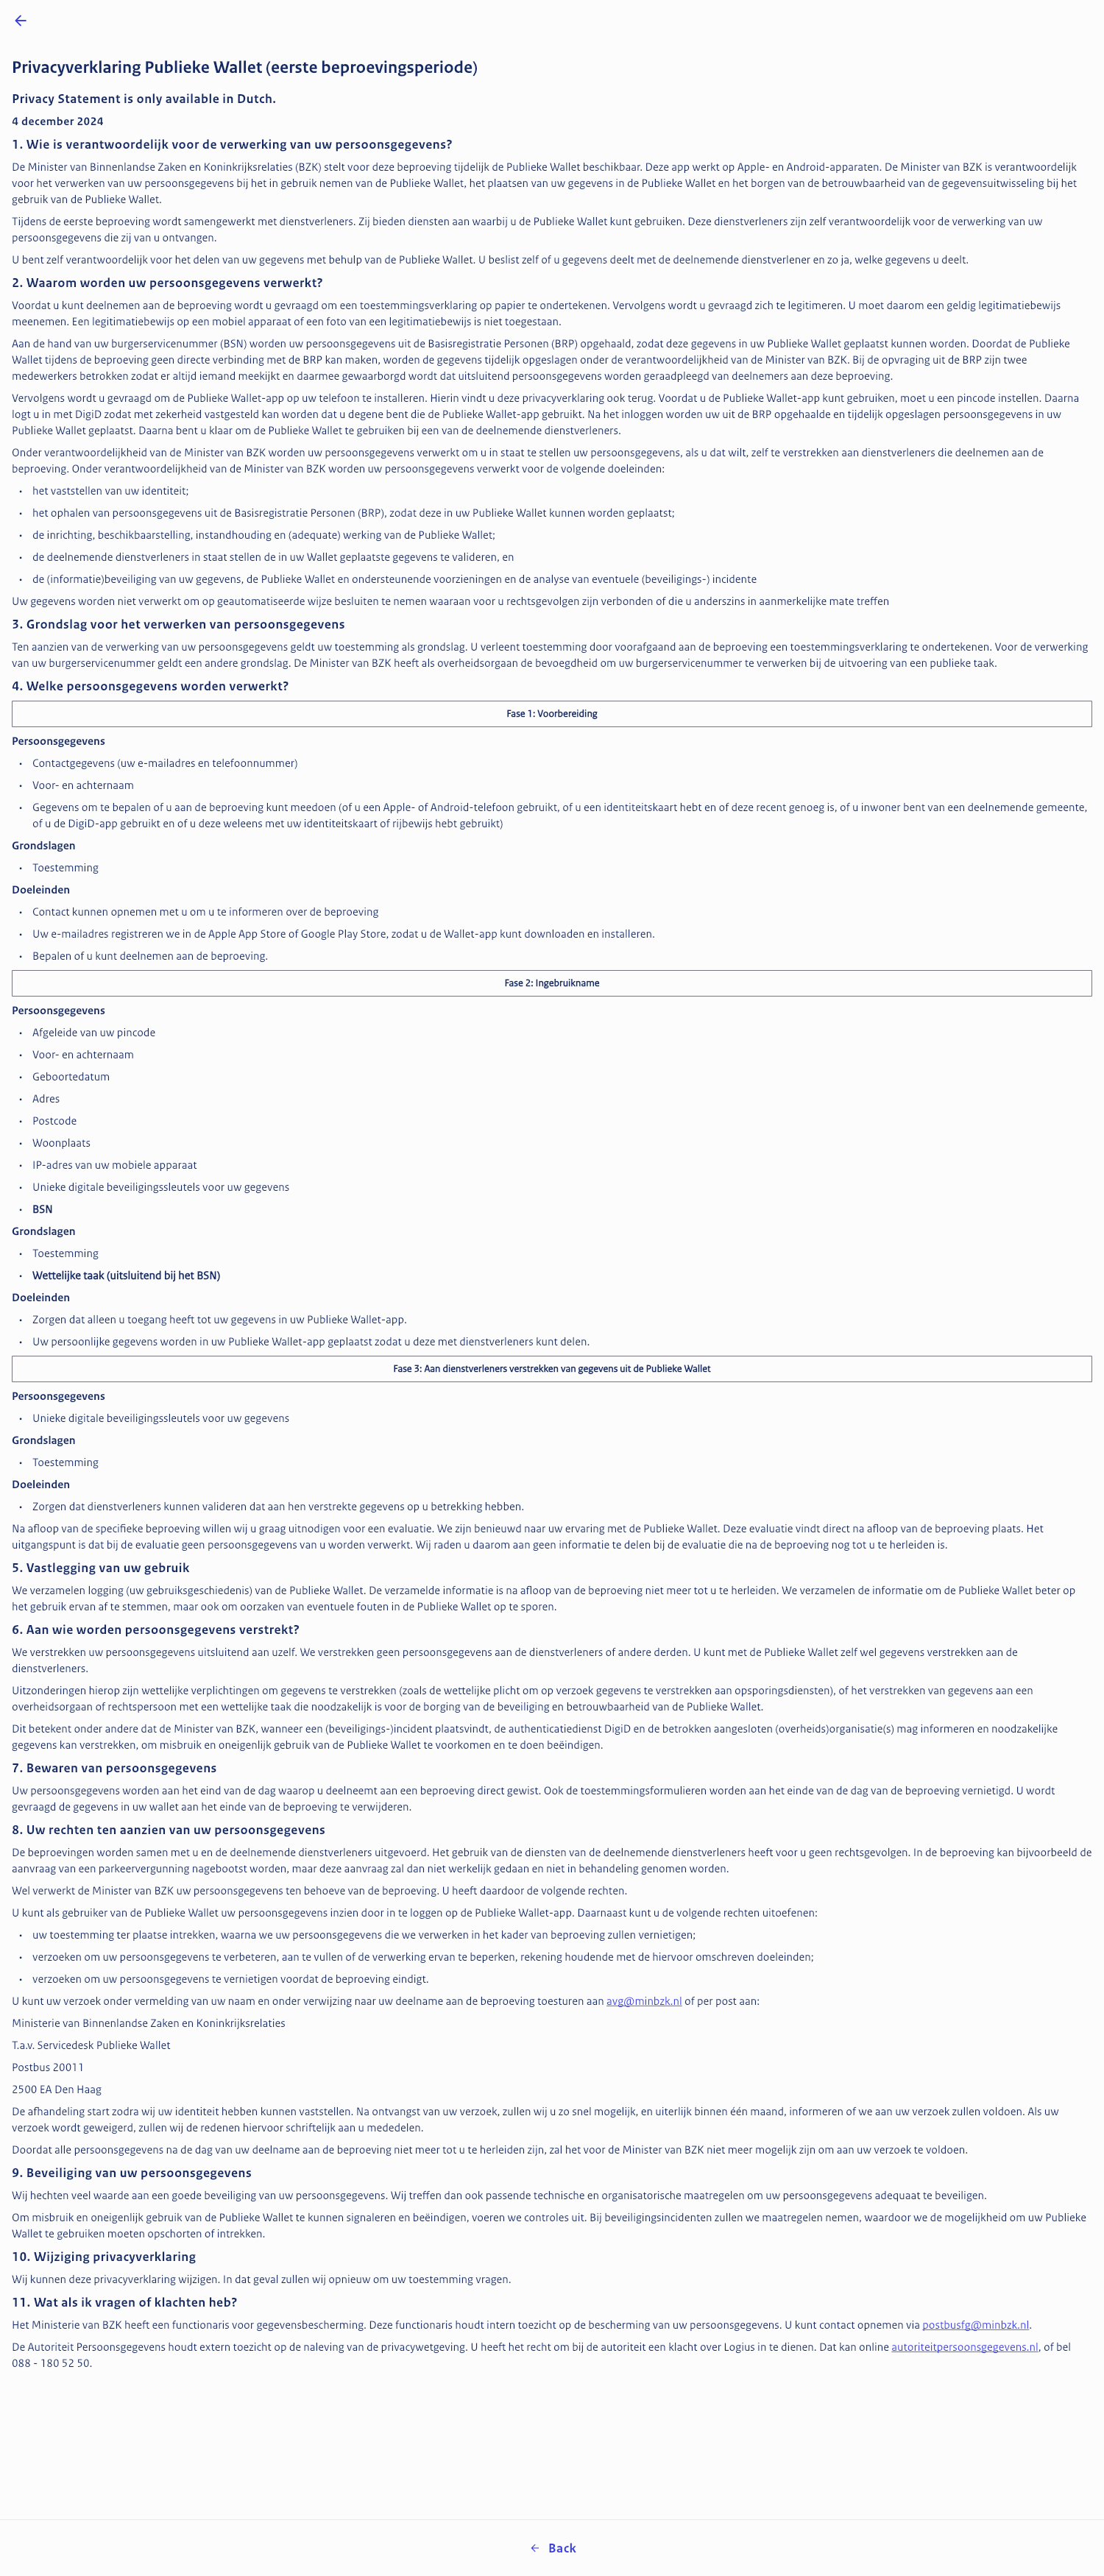 Privacyverklaring Publieke Wallet (eerste beproevingsperiode)
Privacy Statement is only available in Dutch.
4 december 2024
1. Wie is verantwoordelijk voor de verwerking van uw persoonsgegevens?
De Minister van Binnenlandse Zaken en Koninkrijksrelaties (BZK) stelt voor deze beproeving tijdelijk de Publieke Wallet beschikbaar. Deze app werkt op Apple- en Android-apparaten. De Minister van BZK is verantwoordelijk
voor het verwerken van uw persoonsgegevens bij het in gebruik nemen van de Publieke Wallet, het plaatsen van uw gegevens in de Publieke Wallet en het borgen van de betrouwbaarheid van de gegevensuitwisseling bij het
gebruik van de Publieke Wallet.
Tijdens de eerste beproeving wordt samengewerkt met dienstverleners. Zij bieden diensten aan waarbij u de Publieke Wallet kunt gebruiken. Deze dienstverleners zijn zelf verantwoordelijk voor de verwerking van uw
persoonsgegevens die zij van u ontvangen.
U bent zelf verantwoordelijk voor het delen van uw gegevens met behulp van de Publieke Wallet. U beslist zelf of u gegevens deelt met de deelnemende dienstverlener en zo ja, welke gegevens u deelt.
2. Waarom worden uw persoonsgegevens verwerkt?
Voordat u kunt deelnemen aan de beproeving wordt u gevraagd om een toestemmingsverklaring op papier te ondertekenen. Vervolgens wordt u gevraagd zich te legitimeren. U moet daarom een geldig legitimatiebewijs
meenemen. Een legitimatiebewijs op een mobiel apparaat of een foto van een legitimatiebewijs is niet toegestaan.
Aan de hand van uw burgerservicenummer (BSN) worden uw persoonsgegevens uit de Basisregistratie Personen (BRP) opgehaald, zodat deze gegevens in uw Publieke Wallet geplaatst kunnen worden. Doordat de Publieke
Wallet tijdens de beproeving geen directe verbinding met de BRP kan maken, worden de gegevens tijdelijk opgeslagen onder de verantwoordelijkheid van de Minister van BZK. Bij de opvraging uit de BRP zijn twee
medewerkers betrokken zodat er altijd iemand meekijkt en daarmee gewaarborgd wordt dat uitsluitend persoonsgegevens worden geraadpleegd van deelnemers aan deze beproeving.
Vervolgens wordt u gevraagd om de Publieke Wallet-app op uw telefoon te installeren. Hierin vindt u deze privacyverklaring ook terug. Voordat u de Publieke Wallet-app kunt gebruiken, moet u een pincode instellen. Daarna
logt u in met DigiD zodat met zekerheid vastgesteld kan worden dat u degene bent die de Publieke Wallet-app gebruikt. Na het inloggen worden uw uit de BRP opgehaalde en tijdelijk opgeslagen persoonsgegevens in uw
Publieke Wallet geplaatst. Daarna bent u klaar om de Publieke Wallet te gebruiken bij een van de deelnemende dienstverleners.
Onder verantwoordelijkheid van de Minister van BZK worden uw persoonsgegevens verwerkt om u in staat te stellen uw persoonsgegevens, als u dat wilt, zelf te verstrekken aan dienstverleners die deelnemen aan de
beproeving. Onder verantwoordelijkheid van de Minister van BZK worden uw persoonsgegevens verwerkt voor de volgende doeleinden:
• het vaststellen van uw identiteit;
• het ophalen van persoonsgegevens uit de Basisregistratie Personen (BRP), zodat deze in uw Publieke Wallet kunnen worden geplaatst;
• de inrichting, beschikbaarstelling, instandhouding en (adequate) werking van de Publieke Wallet;
• de deelnemende dienstverleners in staat stellen de in uw Wallet geplaatste gegevens te valideren, en
• de (informatie)beveiliging van uw gegevens, de Publieke Wallet en ondersteunende voorzieningen en de analyse van eventuele (beveiligings-) incidente
Uw gegevens worden niet verwerkt om op geautomatiseerde wijze besluiten te nemen waaraan voor u rechtsgevolgen zijn verbonden of die u anderszins in aanmerkelijke mate treffen
3. Grondslag voor het verwerken van persoonsgegevens
Ten aanzien van de verwerking van uw persoonsgegevens geldt uw toestemming als grondslag. U verleent toestemming door voorafgaand aan de beproeving een toestemmingsverklaring te ondertekenen. Voor de verwerking
van uw burgerservicenummer geldt een andere grondslag. De Minister van BZK heeft als overheidsorgaan de bevoegdheid om uw burgerservicenummer te verwerken bij de uitvoering van een publieke taak.
4. Welke persoonsgegevens worden verwerkt?
Fase 1: Voorbereiding
Persoonsgegevens
• Contactgegevens (uw e-mailadres en telefoonnummer)
• Voor- en achternaam
• Gegevens om te bepalen of u aan de beproeving kunt meedoen (of u een Apple- of Android-telefoon gebruikt, of u een identiteitskaart hebt en of deze recent genoeg is, of u inwoner bent van een deelnemende gemeente,
of u de DigiD-app gebruikt en of u deze weleens met uw identiteitskaart of rijbewijs hebt gebruikt)
Grondslagen
• Toestemming
Doeleinden
• Contact kunnen opnemen met u om u te informeren over de beproeving
• Uw e-mailadres registreren we in de Apple App Store of Google Play Store, zodat u de Wallet-app kunt downloaden en installeren.
• Bepalen of u kunt deelnemen aan de beproeving.
Fase 2: Ingebruikname
Persoonsgegevens
• Afgeleide van uw pincode
• Voor- en achternaam
• Geboortedatum
• Adres
• Postcode
• Woonplaats
• IP-adres van uw mobiele apparaat
• Unieke digitale beveiligingssleutels voor uw gegevens
• BSN
Grondslagen
• Toestemming
• Wettelijke taak (uitsluitend bij het BSN)
Doeleinden
• Zorgen dat alleen u toegang heeft tot uw gegevens in uw Publieke Wallet-app.
• Uw persoonlijke gegevens worden in uw Publieke Wallet-app geplaatst zodat u deze met dienstverleners kunt delen.
Fase 3: Aan dienstverleners verstrekken van gegevens uit de Publieke Wallet
Persoonsgegevens
• Unieke digitale beveiligingssleutels voor uw gegevens
Grondslagen
• Toestemming
Doeleinden
• Zorgen dat dienstverleners kunnen valideren dat aan hen verstrekte gegevens op u betrekking hebben.
Na afloop van de specifieke beproeving willen wij u graag uitnodigen voor een evaluatie. We zijn benieuwd naar uw ervaring met de Publieke Wallet. Deze evaluatie vindt direct na afloop van de beproeving plaats. Het
uitgangspunt is dat bij de evaluatie geen persoonsgegevens van u worden verwerkt. Wij raden u daarom aan geen informatie te delen bij de evaluatie die na de beproeving nog tot u te herleiden is.
5. Vastlegging van uw gebruik
We verzamelen logging (uw gebruiksgeschiedenis) van de Publieke Wallet. De verzamelde informatie is na afloop van de beproeving niet meer tot u te herleiden. We verzamelen de informatie om de Publieke Wallet beter op
het gebruik ervan af te stemmen, maar ook om oorzaken van eventuele fouten in de Publieke Wallet op te sporen.
6. Aan wie worden persoonsgegevens verstrekt?
We verstrekken uw persoonsgegevens uitsluitend aan uzelf. We verstrekken geen persoonsgegevens aan de dienstverleners of andere derden. U kunt met de Publieke Wallet zelf wel gegevens verstrekken aan de
dienstverleners.
Uitzonderingen hierop zijn wettelijke verplichtingen om gegevens te verstrekken (zoals de wettelijke plicht om op verzoek gegevens te verstrekken aan opsporingsdiensten), of het verstrekken van gegevens aan een
overheidsorgaan of rechtspersoon met een wettelijke taak die noodzakelijk is voor de borging van de beveiliging en betrouwbaarheid van de Publieke Wallet.
Dit betekent onder andere dat de Minister van BZK, wanneer een (beveiligings-)incident plaatsvindt, de authenticatiedienst DigiD en de betrokken aangesloten (overheids)organisatie(s) mag informeren en noodzakelijke
gegevens kan verstrekken, om misbruik en oneigenlijk gebruik van de Publieke Wallet te voorkomen en te doen beëindigen.
7. Bewaren van persoonsgegevens
Uw persoonsgegevens worden aan het eind van de dag waarop u deelneemt aan een beproeving direct gewist. Ook de toestemmingsformulieren worden aan het einde van de dag van de beproeving vernietigd. U wordt
gevraagd de gegevens in uw wallet aan het einde van de beproeving te verwijderen.
8. Uw rechten ten aanzien van uw persoonsgegevens
De beproevingen worden samen met u en de deelnemende dienstverleners uitgevoerd. Het gebruik van de diensten van de deelnemende dienstverleners heeft voor u geen rechtsgevolgen. In de beproeving kan bijvoorbeeld de
aanvraag van een parkeervergunning nagebootst worden, maar deze aanvraag zal dan niet werkelijk gedaan en niet in behandeling genomen worden.
Wel verwerkt de Minister van BZK uw persoonsgegevens ten behoeve van de beproeving. U heeft daardoor de volgende rechten.
U kunt als gebruiker van de Publieke Wallet uw persoonsgegevens inzien door in te loggen op de Publieke Wallet-app. Daarnaast kunt u de volgende rechten uitoefenen:
• uw toestemming ter plaatse intrekken, waarna we uw persoonsgegevens die we verwerken in het kader van beproeving zullen vernietigen;
• verzoeken om uw persoonsgegevens te verbeteren, aan te vullen of de verwerking ervan te beperken, rekening houdende met de hiervoor omschreven doeleinden;
• verzoeken om uw persoonsgegevens te vernietigen voordat de beproeving eindigt.
U kunt uw verzoek onder vermelding van uw naam en onder verwijzing naar uw deelname aan de beproeving toesturen aan avg@minbzk.nl of per post aan:
Ministerie van Binnenlandse Zaken en Koninkrijksrelaties
T.a.v. Servicedesk Publieke Wallet
Postbus 20011
2500 EA Den Haag
De afhandeling start zodra wij uw identiteit hebben kunnen vaststellen. Na ontvangst van uw verzoek, zullen wij u zo snel mogelijk, en uiterlijk binnen één maand, informeren of we aan uw verzoek zullen voldoen. Als uw
verzoek wordt geweigerd, zullen wij de redenen hiervoor schriftelijk aan u mededelen.
Doordat alle persoonsgegevens na de dag van uw deelname aan de beproeving niet meer tot u te herleiden zijn, zal het voor de Minister van BZK niet meer mogelijk zijn om aan uw verzoek te voldoen.
9. Beveiliging van uw persoonsgegevens
Wij hechten veel waarde aan een goede beveiliging van uw persoonsgegevens. Wij treffen dan ook passende technische en organisatorische maatregelen om uw persoonsgegevens adequaat te beveiligen.
Om misbruik en oneigenlijk gebruik van de Publieke Wallet te kunnen signaleren en beëindigen, voeren we controles uit. Bij beveiligingsincidenten zullen we maatregelen nemen, waardoor we de mogelijkheid om uw Publieke
Wallet te gebruiken moeten opschorten of intrekken.
10. Wijziging privacyverklaring
Wij kunnen deze privacyverklaring wijzigen. In dat geval zullen wij opnieuw om uw toestemming vragen.
11. Wat als ik vragen of klachten heb?
Het Ministerie van BZK heeft een functionaris voor gegevensbescherming. Deze functionaris houdt intern toezicht op de bescherming van uw persoonsgegevens. U kunt contact opnemen via postbusfg@minbzk.nl.
De Autoriteit Persoonsgegevens houdt extern toezicht op de naleving van de privacywetgeving. U heeft het recht om bij de autoriteit een klacht over Logius in te dienen. Dat kan online autoriteitpersoonsgegevens.nl, of bel
088 - 180 52 50.
Back